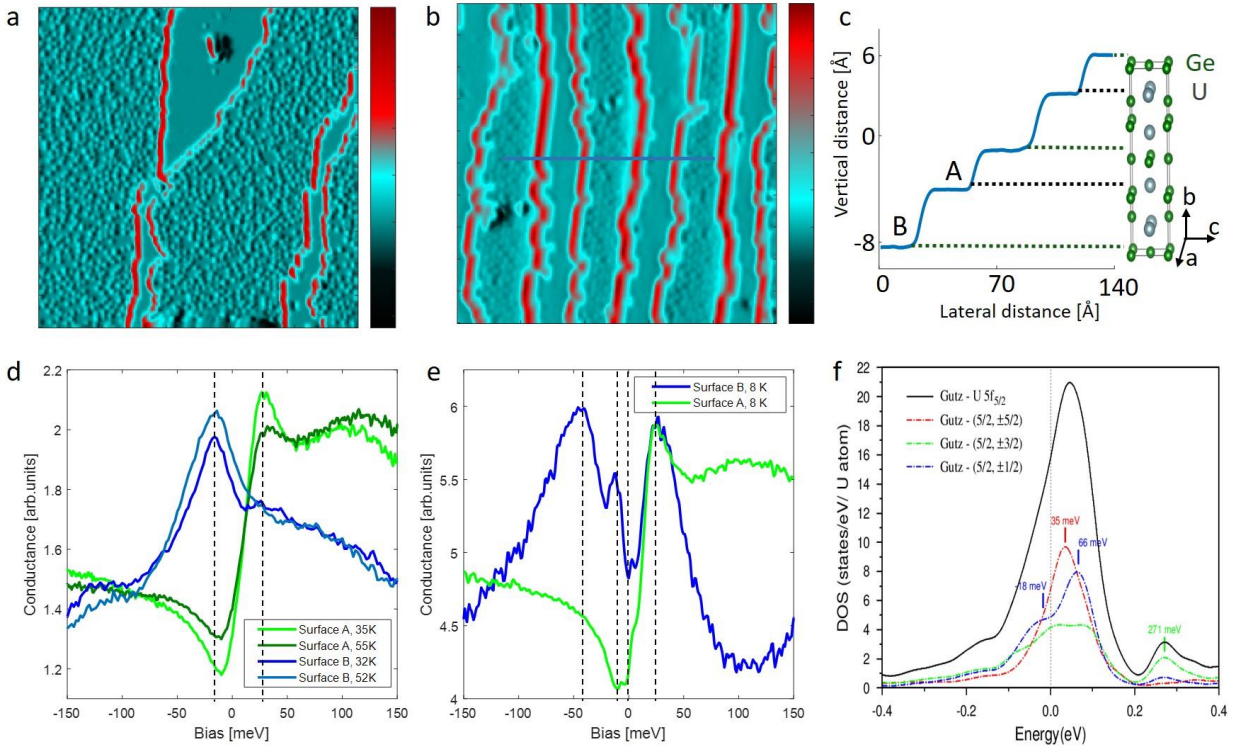 a
b
c
6
0
-8
Vertical distance [Å]
A
B
Ge
U
b
c
a
70
140
Lateral distance [Å]
d
2.2
2
1.8
1.6
1.4
1.2
Conductance [arb.units]
Surface A, 35K
Surface A, 55K
Surface B, 32K
Surface B, 52K
-150 -100 -50 0 50 100 150
Bias [meV]
e
6
5.5
5
4.5
4
Conductance [arb.units]
Surface B, 8 K
Surface A, 8 K
-150 -100 -50 0 50 100 150
Bias [meV]
f
22
20
18
16
14
12
10
8
6
4
2
0
DOS (states/eV/ U atom)
Gutz - U 5f5/2
Gutz - (5/2, ±5/2)
Gutz - (5/2, ±3/2)
Gutz - (5/2, ±1/2)
35 meV
66 meV
-18 meV
271 meV
-0.4 -0.2 0.0 0.2 0.4
Energy(eV)